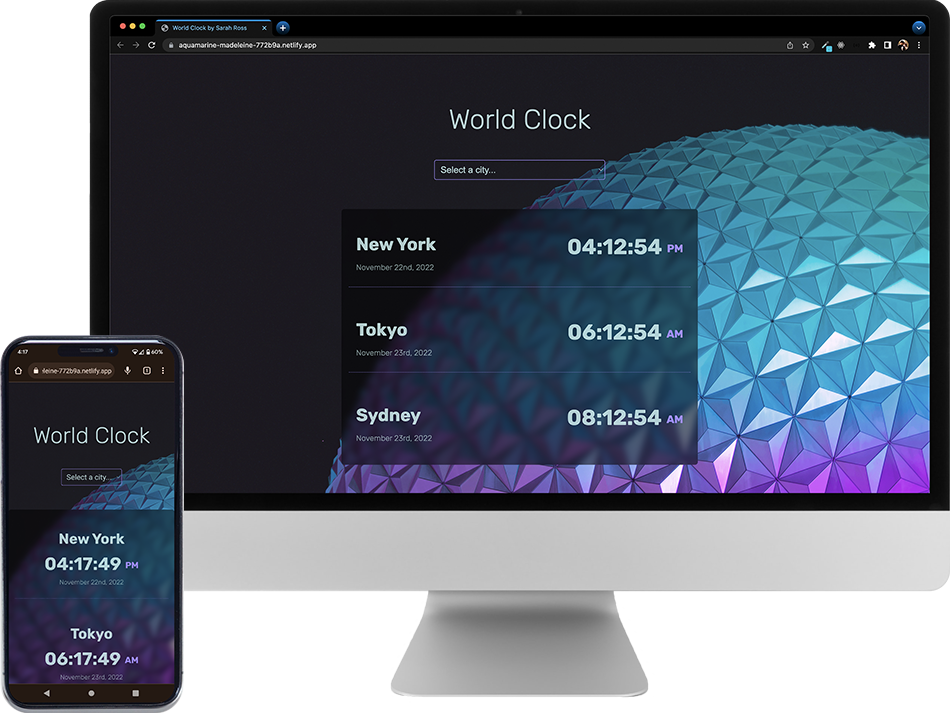 World Clock by Sarah Ross
aquamarine-madeleine-772b9a.netlify.app
World Clock
Select a city...
New York
04:12:54 PM
November 22nd, 2022
Tokyo
06:12:54 AM
November 23rd, 2022
Sydney
08:12:54 AM
November 23rd, 2022
4:17
60%
leine-772b9a.netlify.app
World Clock
Select a city...
New York
04:17:49 PM
November 22nd, 2022
Tokyo
06:17:49 AM
November 23rd, 2022